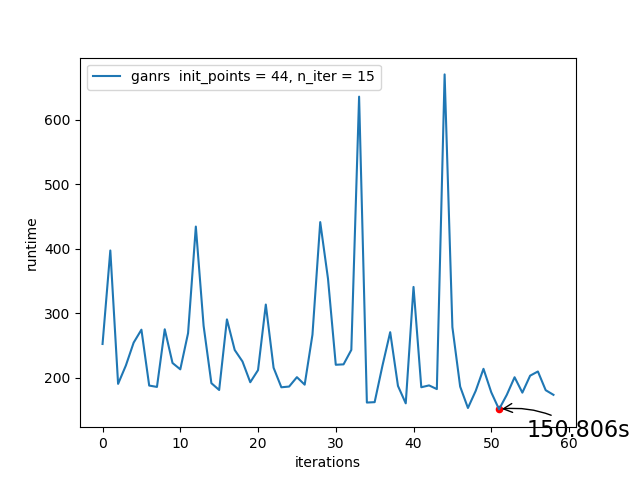 ganrs  init_points = 44, n_iter = 15
600
500
400
300
200
runtime
0 10 20 30 40 50 60
iterations
150.806s